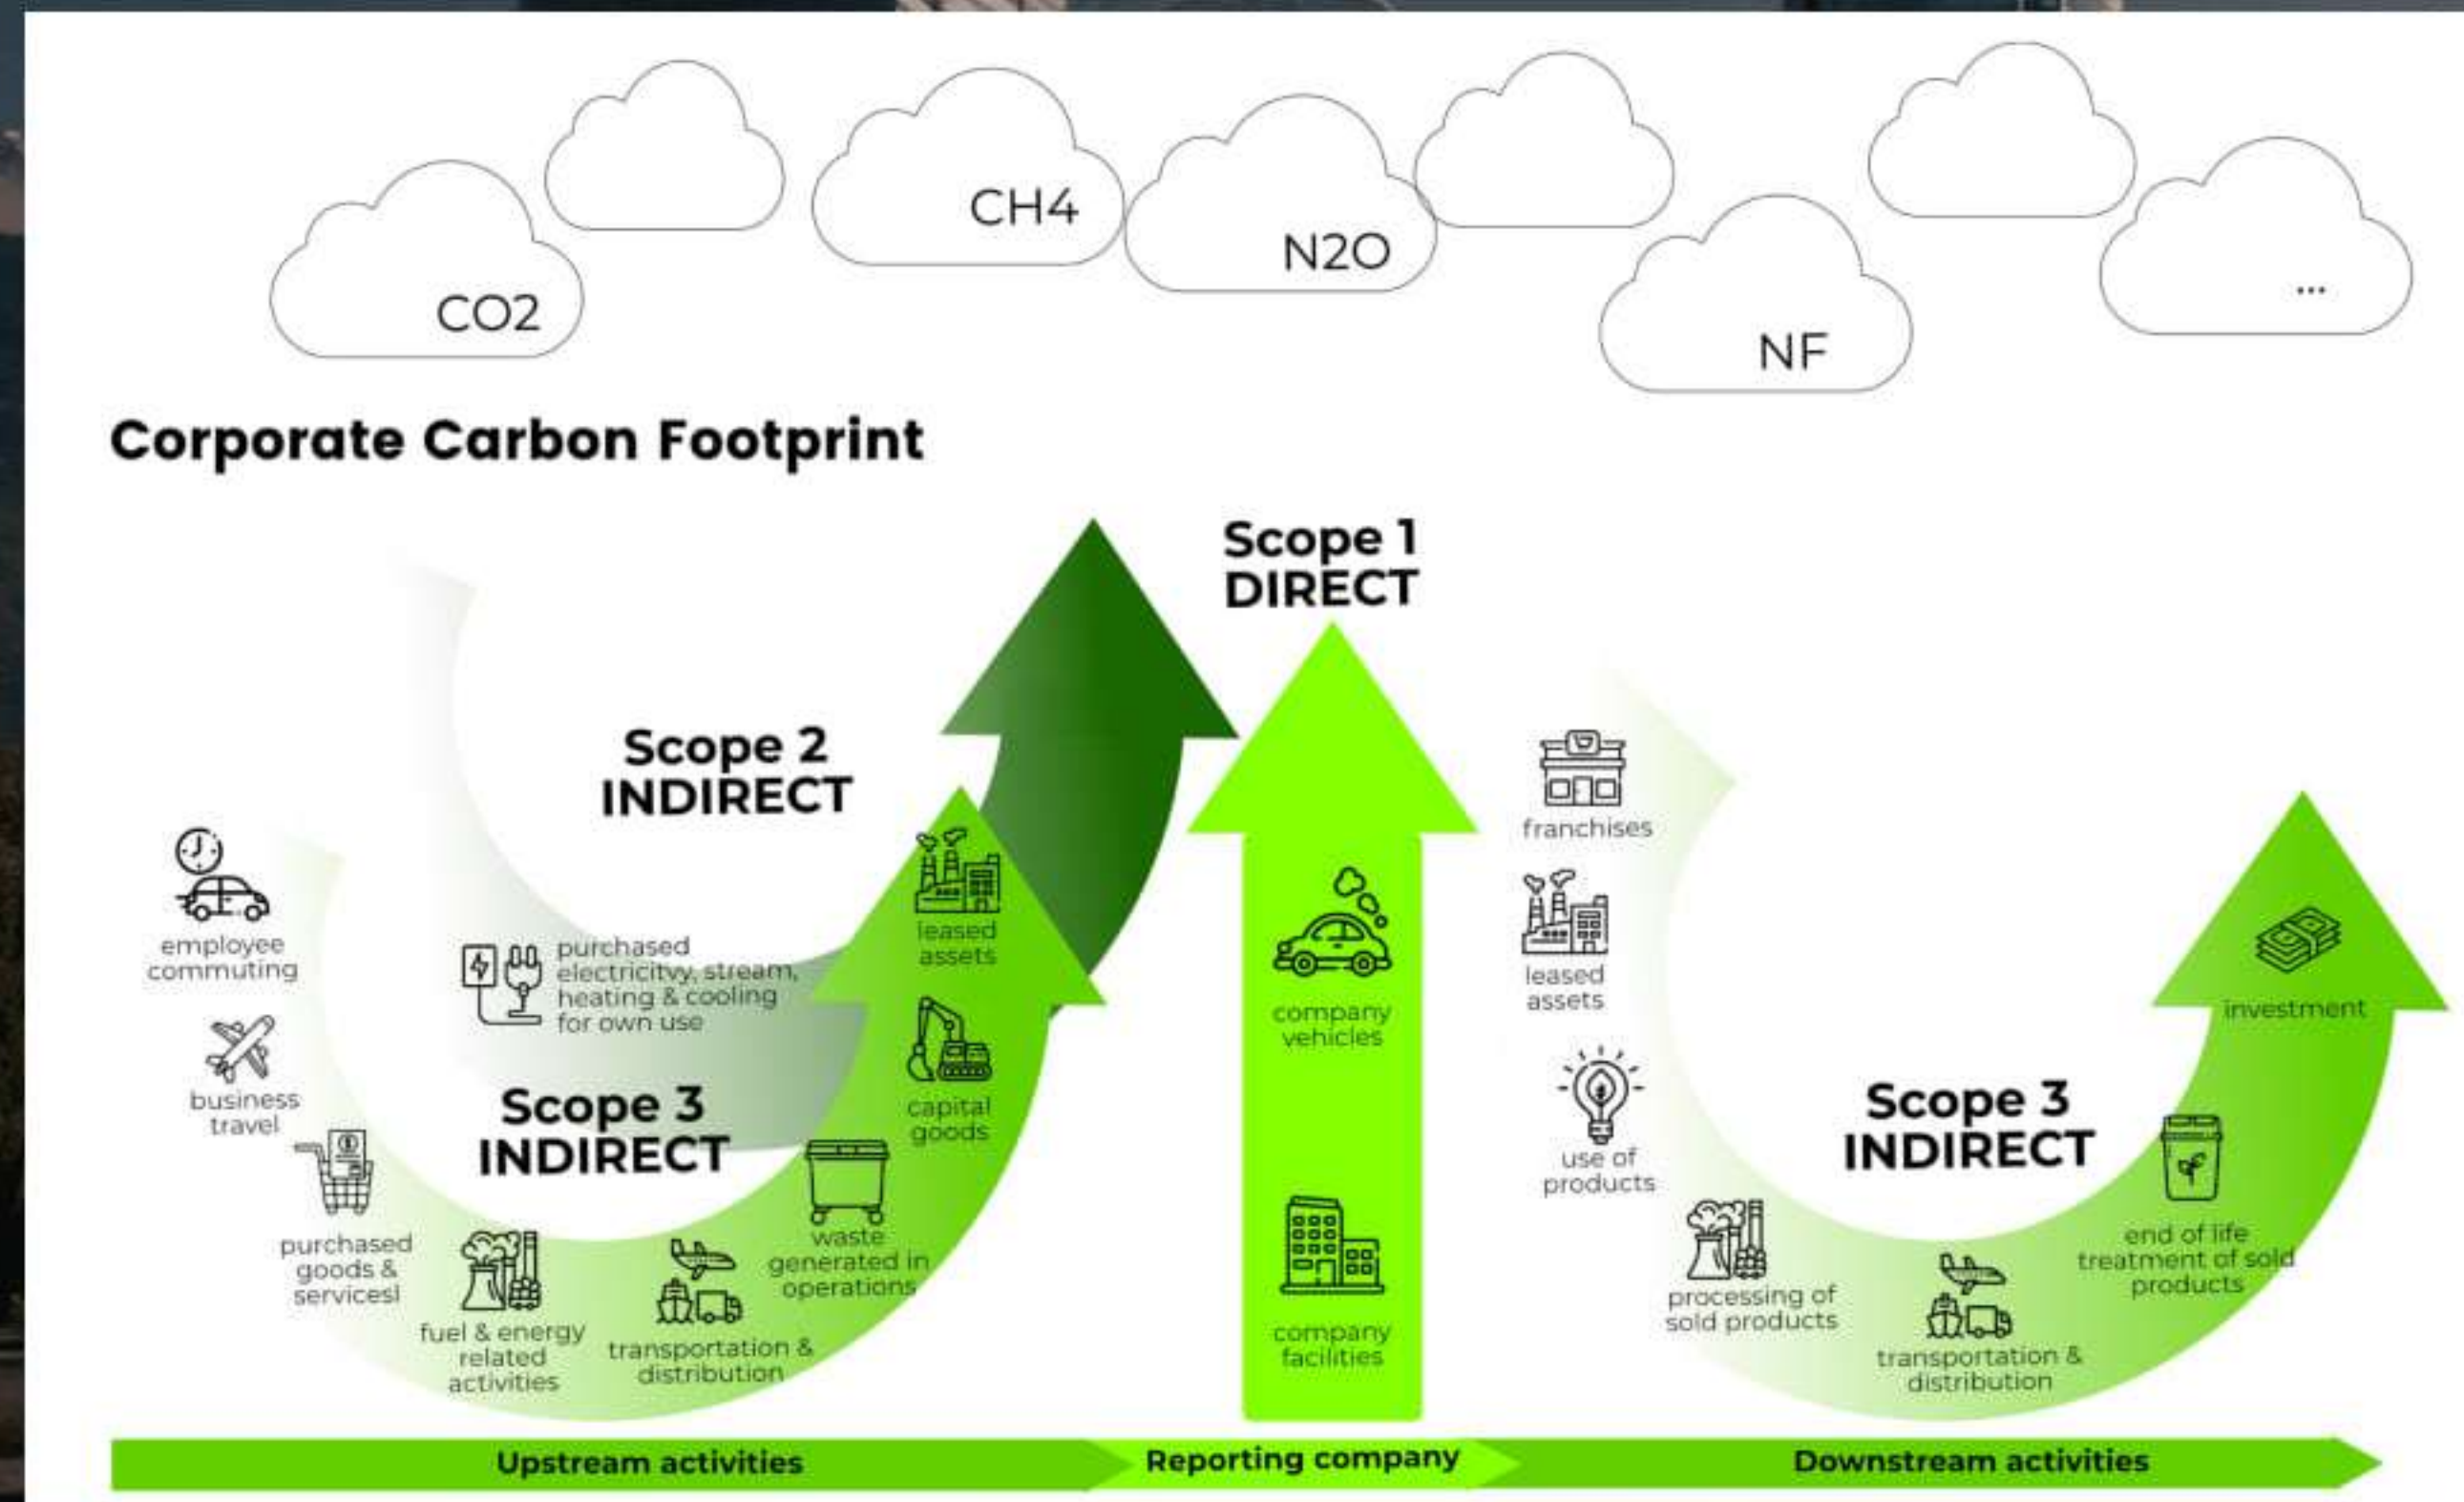 CO2
CH4
N2O
NF
...
Corporate Carbon Footprint
Scope 1
DIRECT
Scope 2
INDIRECT
purchased
electricitvy, stream,
heating & cooling
for own use
Scope 3
INDIRECT
employee
commuting
business
travel
purchased
goods &
servicesl
fuel & energy
related
activities
transportation &
distribution
waste
generated in
operations
capital
goods
leased
assets
company
vehicles
company
facilities
franchises
leased
assets
use of
products
processing of
sold products
transportation &
distribution
end of life
treatment of sold
products
investment
Scope 3
INDIRECT
Upstream activities
Reporting company
Downstream activities